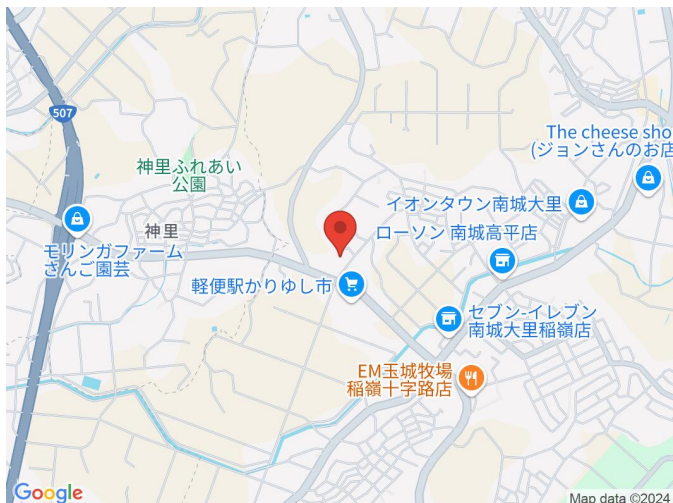 507
神里ふれあい
公園
The cheese sho
(ジョンさんのお店
イオンタウン南城大里
神里
ローソン 南城高平店
モリンガファーム
さんご園芸
軽便駅かりゆし市
セブン-イレブン
南城大里稲嶺店
EM玉城牧場
稲嶺十字路店
Google
Map data ©2024